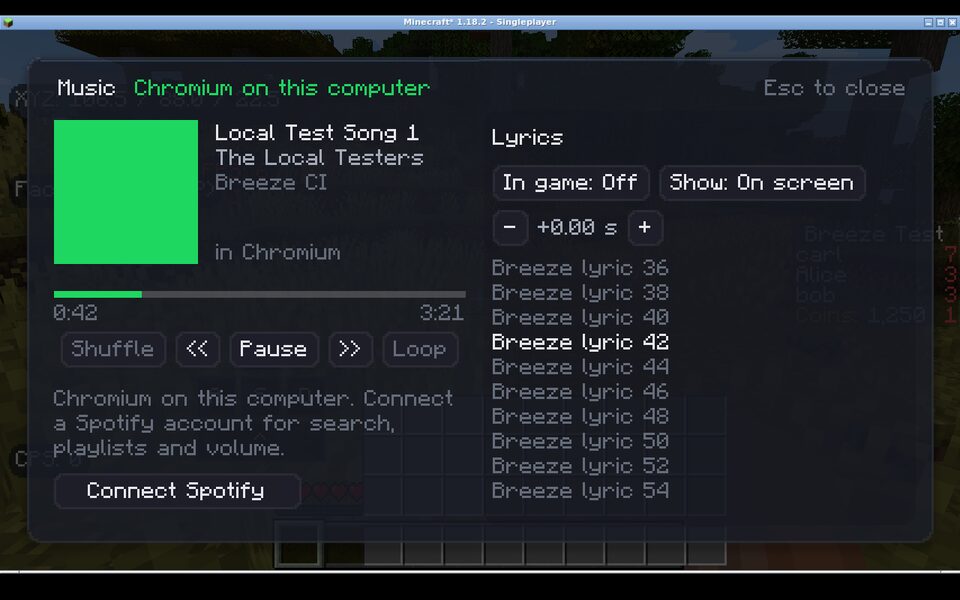 Minecraft* 1.18.2 - Singleplayer
Music Chromium on this computer
Esc to close
Local Test Song 1
The Local Testers
Breeze CI
in Chromium
0:42 3:21
Shuffle << Pause >> Loop
Chromium on this computer. Connect
a Spotify account for search,
playlists and volume.
Connect Spotify
Lyrics
In game: Off Show: On screen
- +0.00 s +
Breeze lyric 36
Breeze lyric 38
Breeze lyric 40
Breeze lyric 42
Breeze lyric 44
Breeze lyric 46
Breeze lyric 48
Breeze lyric 50
Breeze lyric 52
Breeze lyric 54
Breeze Test
carl 7
Alice 3
bob 3
Coins: 1,250 1